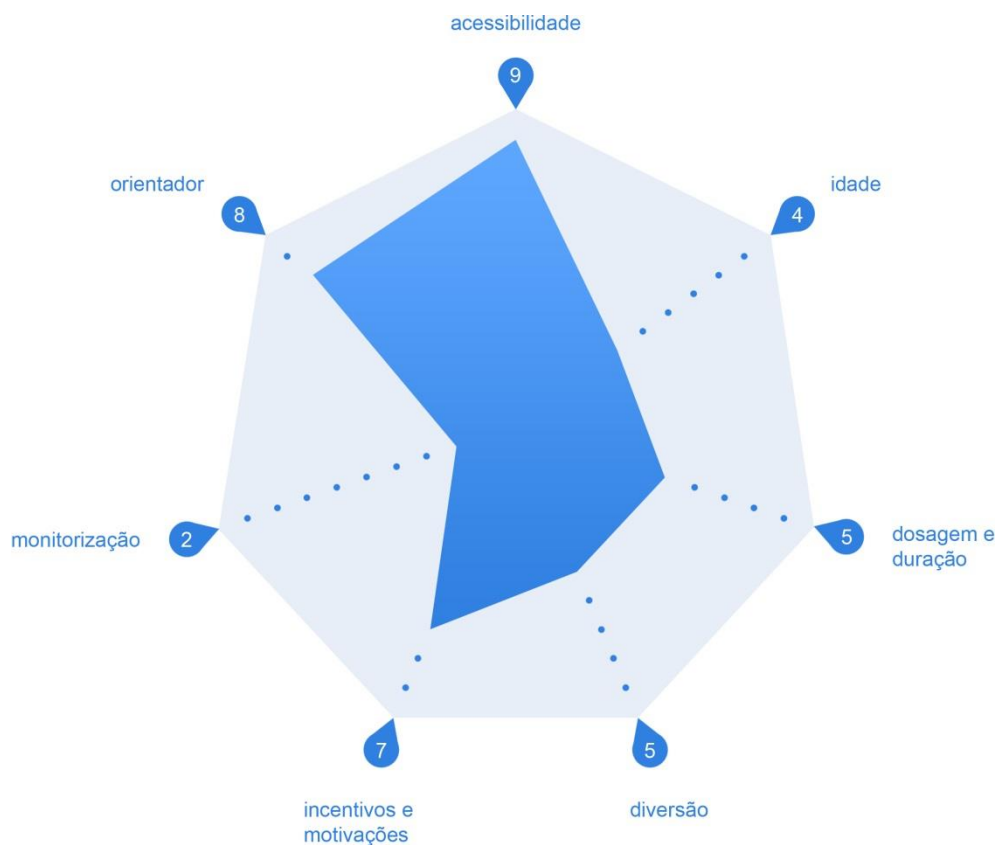 acessibilidade
9
orientador
8
idade
4
monitorização
2
5
dosagem e
duração
7
incentivos e
motivações
5
diversão